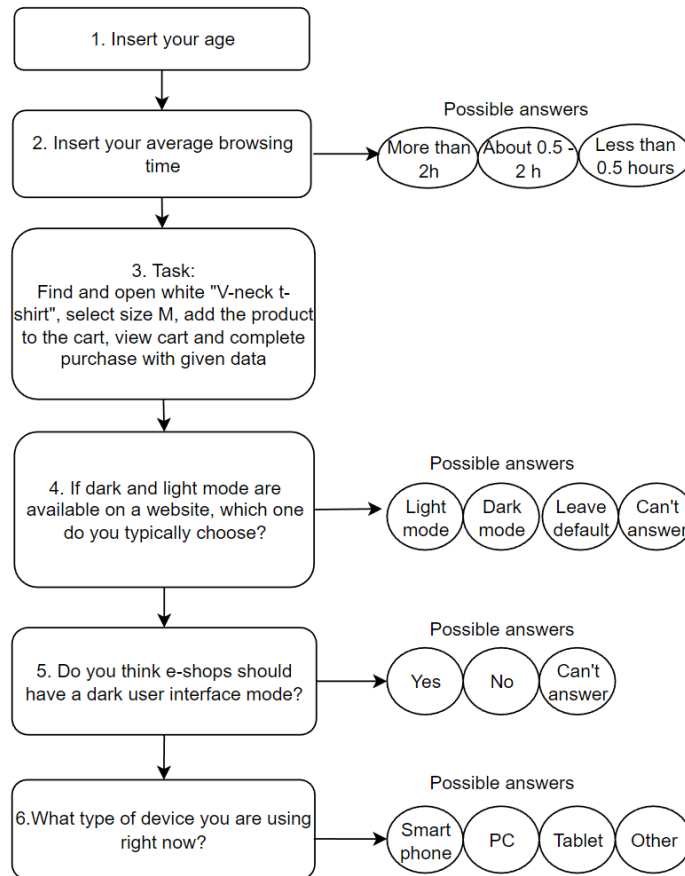 1. Insert your age
2. Insert your average browsing
time
Possible answers
More than
2h
About 0.5 -
2 h
Less than
0.5 hours
3. Task:
Find and open white "V-neck t-
shirt", select size M, add the product
to the cart, view cart and complete
purchase with given data
4. If dark and light mode are
available on a website, which one
do you typically choose?
Possible answers
Light
mode
Dark
mode
Leave
default
Can't
answer
5. Do you think e-shops should
have a dark user interface mode?
Possible answers
Yes
No
Can't
answer
6.What type of device you are using
right now?
Possible answers
Smart
phone
PC
Tablet
Other